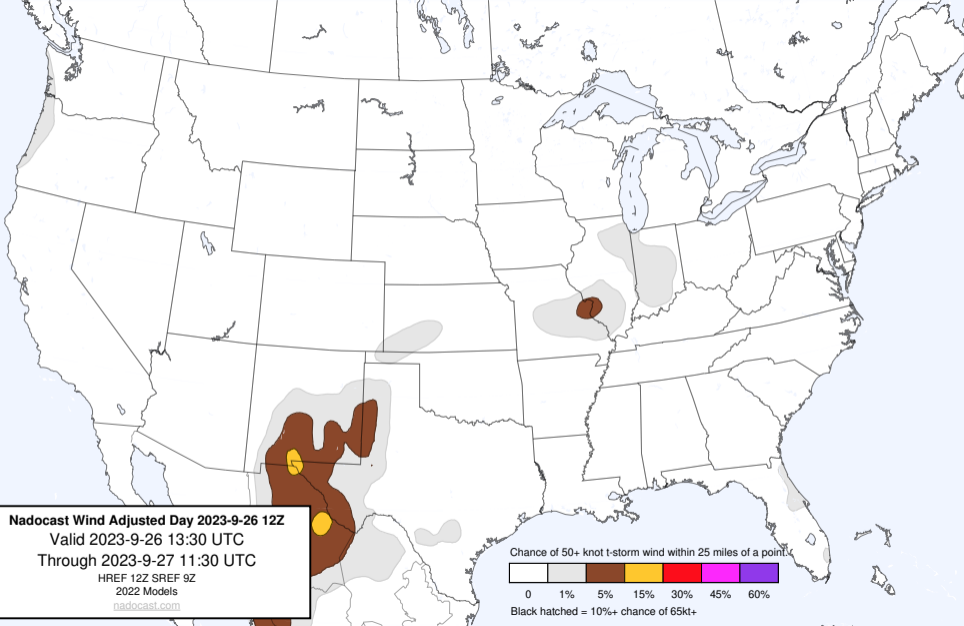 Nadocast Wind Adjusted Day 2023-9-26 12Z
Valid 2023-9-26 13:30 UTC
Through 2023-9-27 11:30 UTC
HREF 12Z SREF 9Z
2022 Models
nadocast.com
Chance of 50+ knot t-storm wind within 25 miles of a point.
0 1% 5% 15% 30% 45% 60%
Black hatched = 10%+ chance of 65kt+